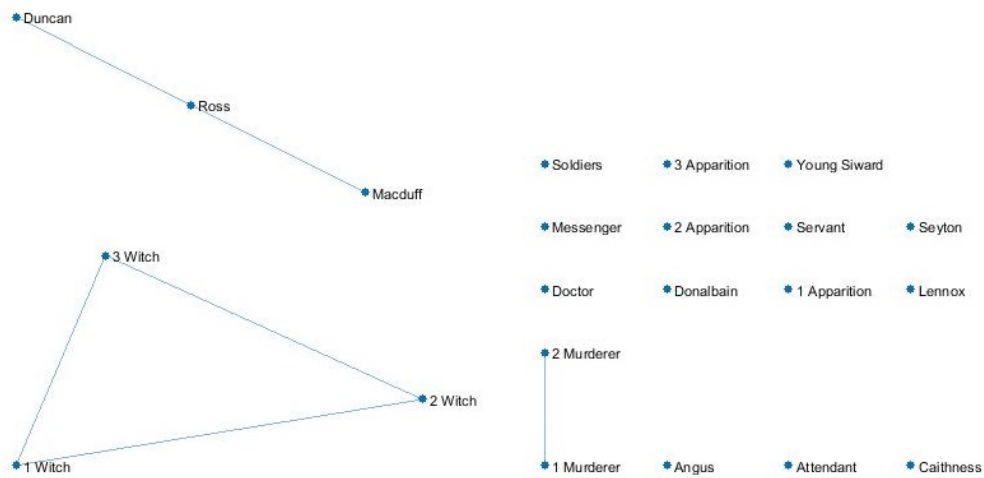 Duncan
Ross
Macduff
Soldiers
3 Apparition
Young Siward
Messenger
2 Apparition
Servant
Seyton
3 Witch
Doctor
Donalbain
1 Apparition
Lennox
2 Murderer
2 Witch
1 Witch
1 Murderer
Angus
Attendant
Caithness